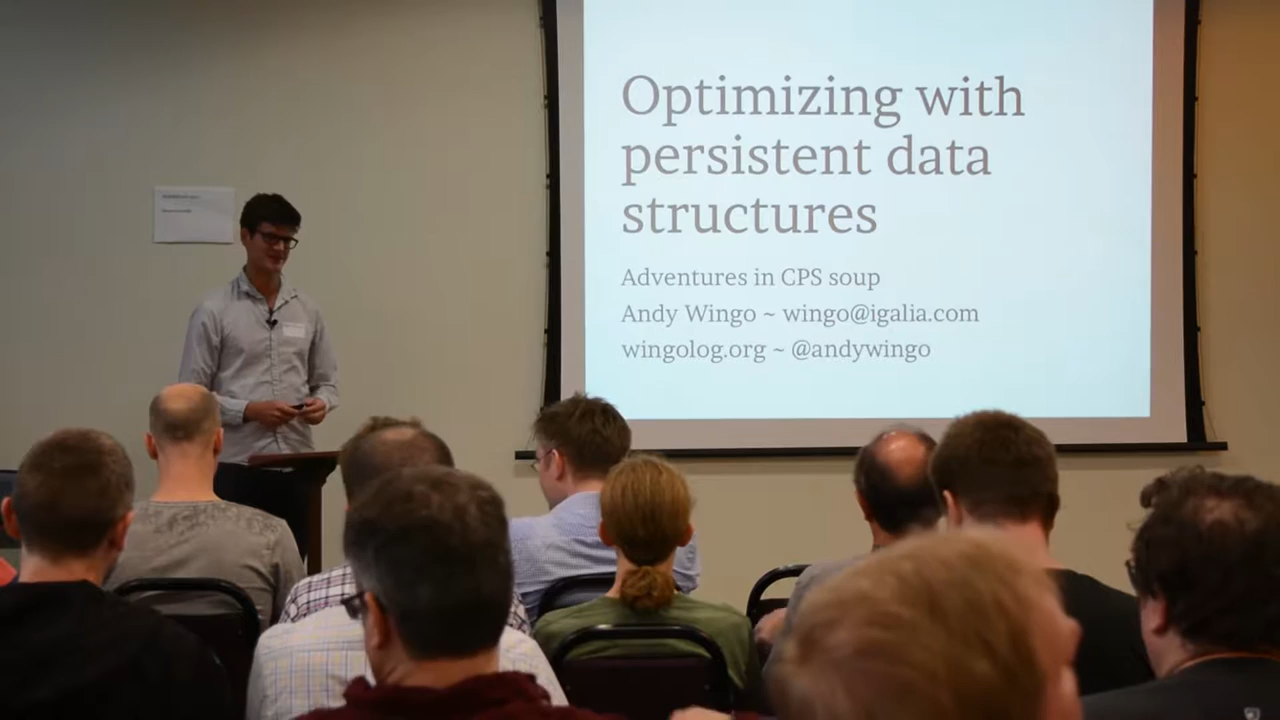 Optimizing with
persistent data
structures
Adventures in CPS soup
Andy Wingo ~ wingo@igalia.com
wingolog.org ~ @andywingo